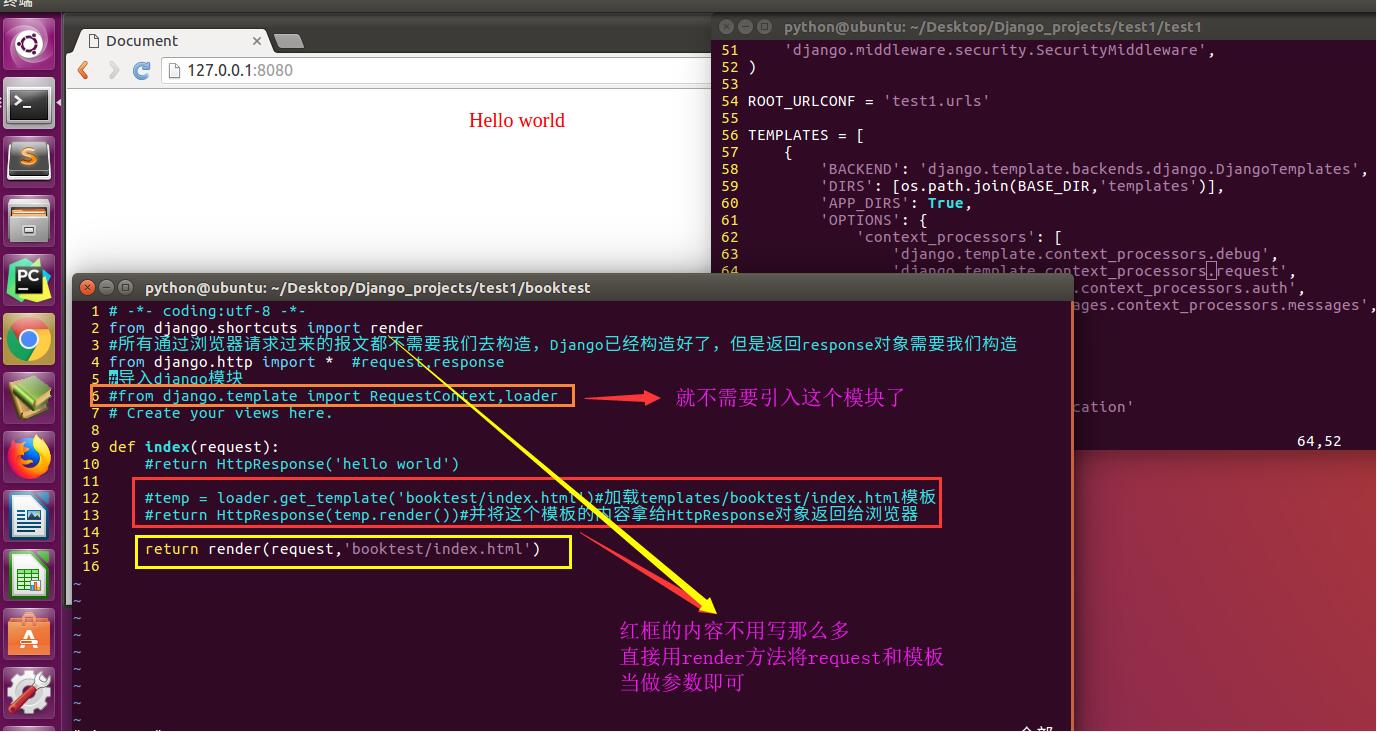 终端
Document
127.0.0.1:8080
Hello world
python@ubuntu: ~/Desktop/Django_projects/test1/test1
51 'django.middleware.security.SecurityMiddleware',
52 )
53
54 ROOT_URLCONF = 'test1.urls'
55
56 TEMPLATES = [
57 {
58 'BACKEND': 'django.template.backends.django.DjangoTemplates',
59 'DIRS': [os.path.join(BASE_DIR,'templates')],
60 'APP_DIRS': True,
61 'OPTIONS': {
62 'context_processors': [
63 'django.template.context_processors.debug',
64 'django.template.context_processors.request',
.context_processors.auth',
ages.context_processors.messages',
cation'
64,52
python@ubuntu: ~/Desktop/Django_projects/test1/booktest
1 # -*- coding:utf-8 -*-
2 from django.shortcuts import render
3 #所有通过浏览器请求过来的报文都不需要我们去构造，Django已经构造好了，但是返回response对象需要我们构造
4 from django.http import * #request,response
5 #导入django模块
6 #from django.template import RequestContext,loader
就不需要引入这个模块了
7 # Create your views here.
8
9 def index(request):
10 #return HttpResponse('hello world')
11
12 #temp = loader.get_template('booktest/index.html')#加载templates/booktest/index.html模板
13 #return HttpResponse(temp.render())#并将这个模板的内容拿给HttpResponse对象返回给浏览器
14
15 return render(request,'booktest/index.html')
16
~
~
~
~
~
~
~
~
~
红框的内容不用写那么多
直接用render方法将request和模板
当做参数即可